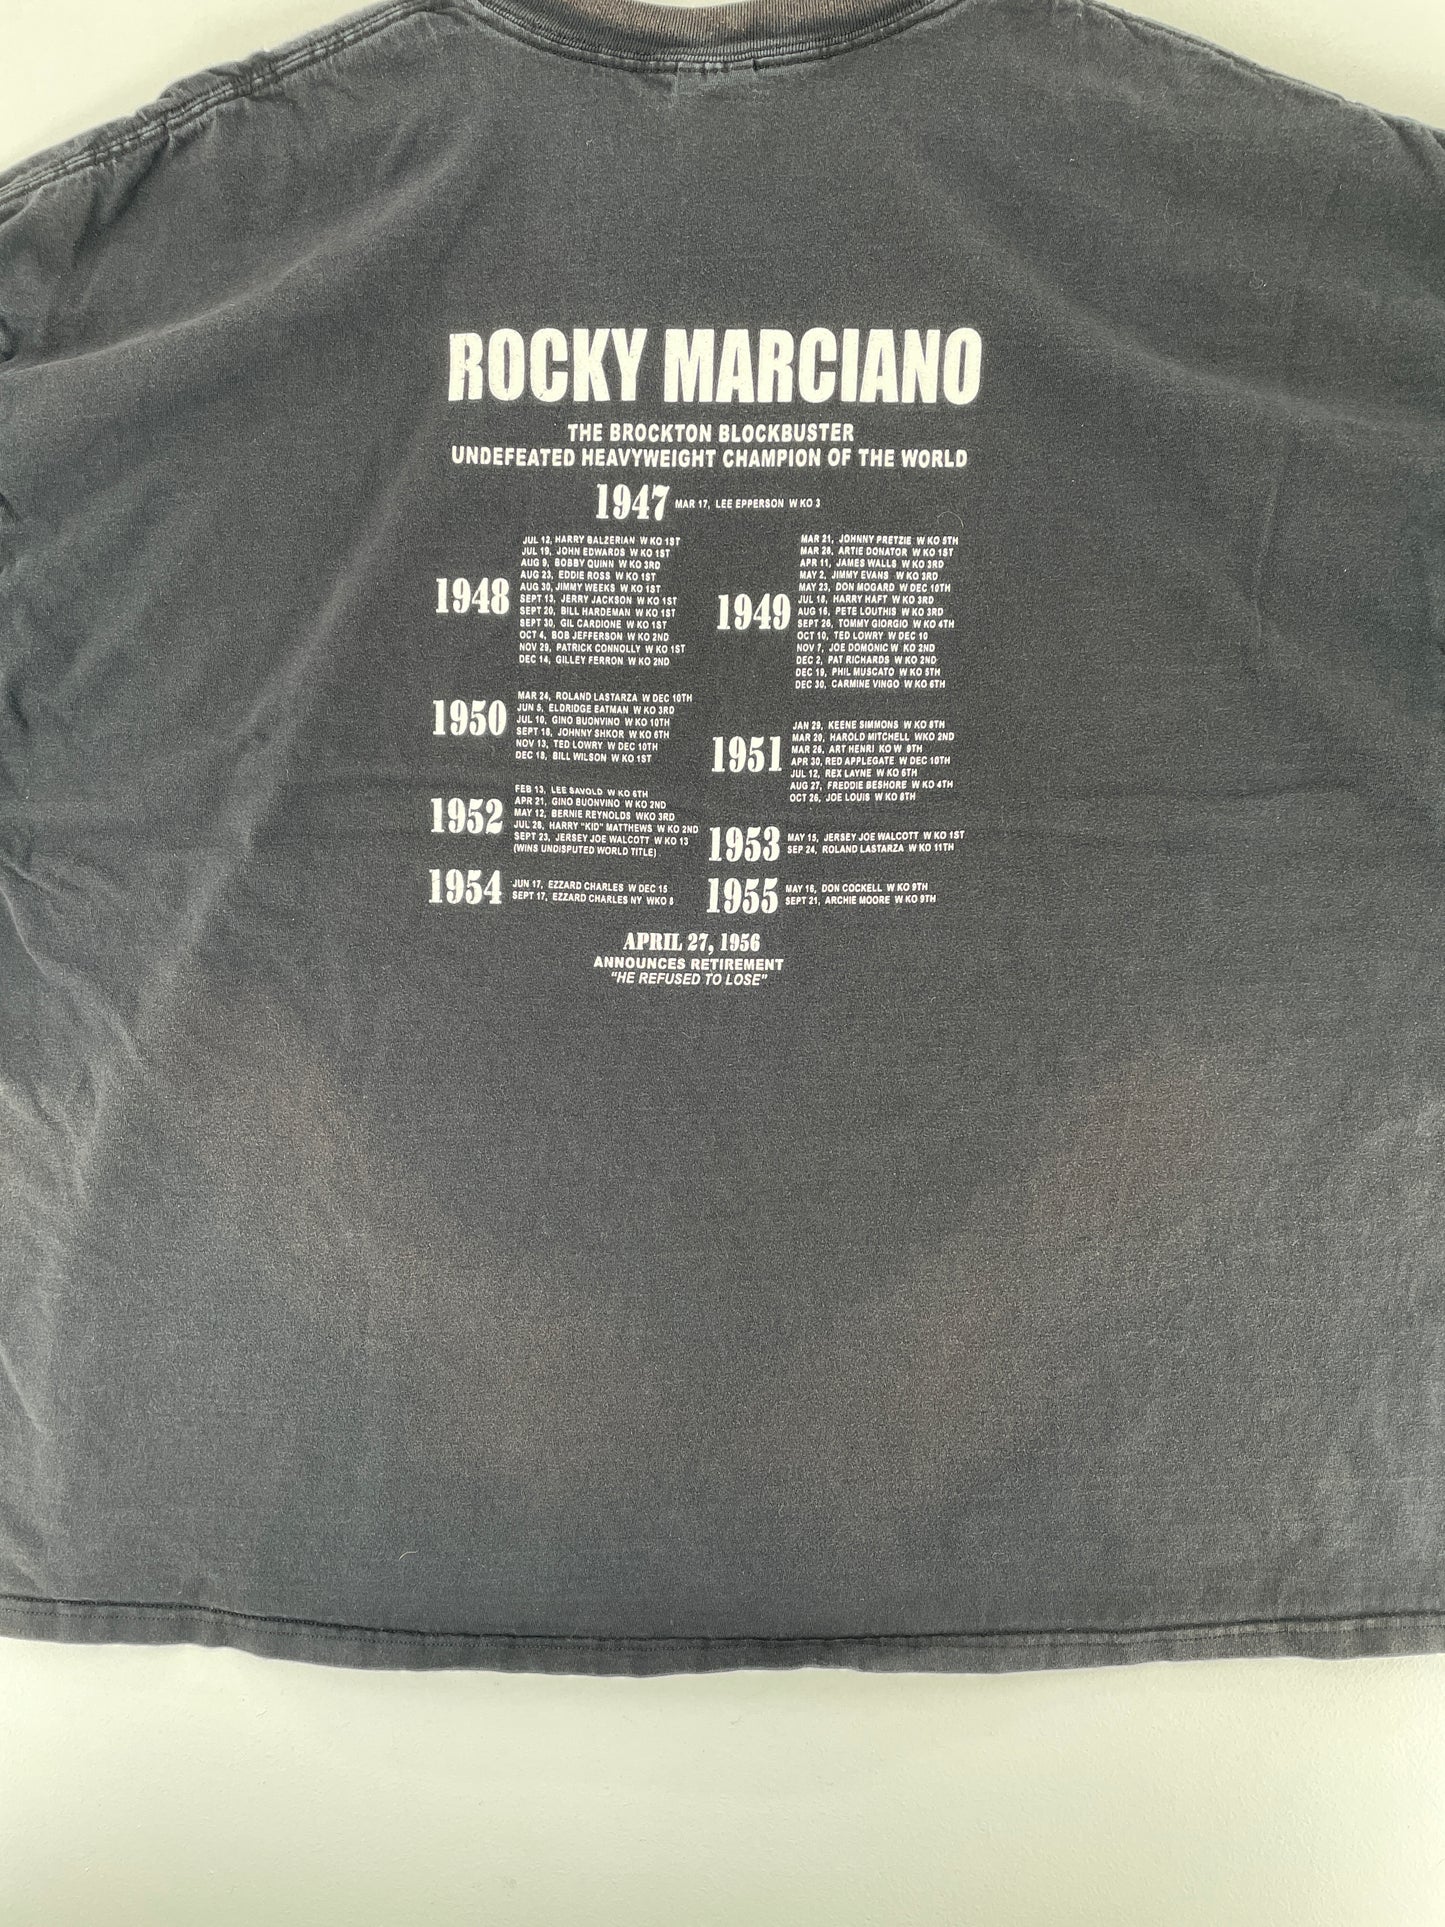 ROCKY MARCIANO
THE BROCKTON BLOCKBUSTER
UNDEFEATED HEAVYWEIGHT CHAMPION OF THE WORLD
1947 MAR 17, LEE EPPERSON W KO 3
1948
JUL 12, HARRY BALZERIAN W KO 1ST
JUL 19, JOHN EDWARDS W KO 1ST
AUG 9, BOBBY QUINN W KO 3RD
AUG 23, EDDIE ROSS W KO 1ST
AUG 30, JIMMY WEEKS W KO 1ST
SEPT 13, JERRY JACKSON W KO 1ST
SEPT 20, BILL HARDEMAN W KO 1ST
SEPT 30, GIL CARDIONE W KO 1ST
OCT 4, BOB JEFFERSON W KO 2ND
NOV 29, PATRICK CONNOLLY W KO 1ST
DEC 14, GILLEY FERRON W KO 2ND
1949
MAR 21, JOHNNY PRETZIE W KO 5TH
MAR 28, ARTIE DONATOR W KO 1ST
APR 11, JAMES WALLS W KO 3RD
MAY 2, JIMMY EVANS W KO 3RD
MAY 23, DON MOGARD W DEC 10TH
JUL 18, HARRY HAFT W KO 3RD
AUG 16, PETE LOUTHIS W KO 3RD
SEPT 26, TOMMY GIORGIO W KO 4TH
OCT 10, TED LOWRY W DEC 10
NOV 7, JOE DOMONIC W KO 2ND
DEC 2, PAT RICHARDS W KO 2ND
DEC 19, PHIL MUSCATO W KO 5TH
DEC 30, CARMINE VINGO W KO 6TH
1950
MAR 24, ROLAND LASTARZA W DEC 10TH
JUN 5, ELDRIDGE EATMAN W KO 3RD
JUL 10, GINO BUONVINO W KO 10TH
SEPT 18, JOHNNY SHKOR W KO 6TH
NOV 13, TED LOWRY W DEC 10TH
DEC 18, BILL WILSON W KO 1ST
1951
JAN 29, KEENE SIMMONS W KO 8TH
MAR 20, HAROLD MITCHELL WKO 2ND
MAR 26, ART HENRI KO W 9TH
APR 30, RED APPLEGATE W DEC 10TH
JUL 12, REX LAYNE W KO 6TH
AUG 27, FREDDIE BESHORE W KO 4TH
OCT 26, JOE LOUIS W KO 8TH
1952
FEB 13, LEE SAVOLD W KO 6TH
APR 21, GINO BUONVINO W KO 2ND
MAY 12, BERNIE REYNOLDS WKO 3RD
JUL 28, HARRY "KID" MATTHEWS W KO 2ND
SEPT 23, JERSEY JOE WALCOTT W KO 13
(WINS UNDISPUTED WORLD TITLE)
1953
MAY 15, JERSEY JOE WALCOTT W KO 1ST
SEP 24, ROLAND LASTARZA W KO 11TH
1954
JUN 17, EZZARD CHARLES W DEC 15
SEPT 17, EZZARD CHARLES NY WKO 8
1955
MAY 16, DON COCKELL W KO 9TH
SEPT 21, ARCHIE MOORE W KO 9TH
APRIL 27, 1956
ANNOUNCES RETIREMENT
"HE REFUSED TO LOSE"